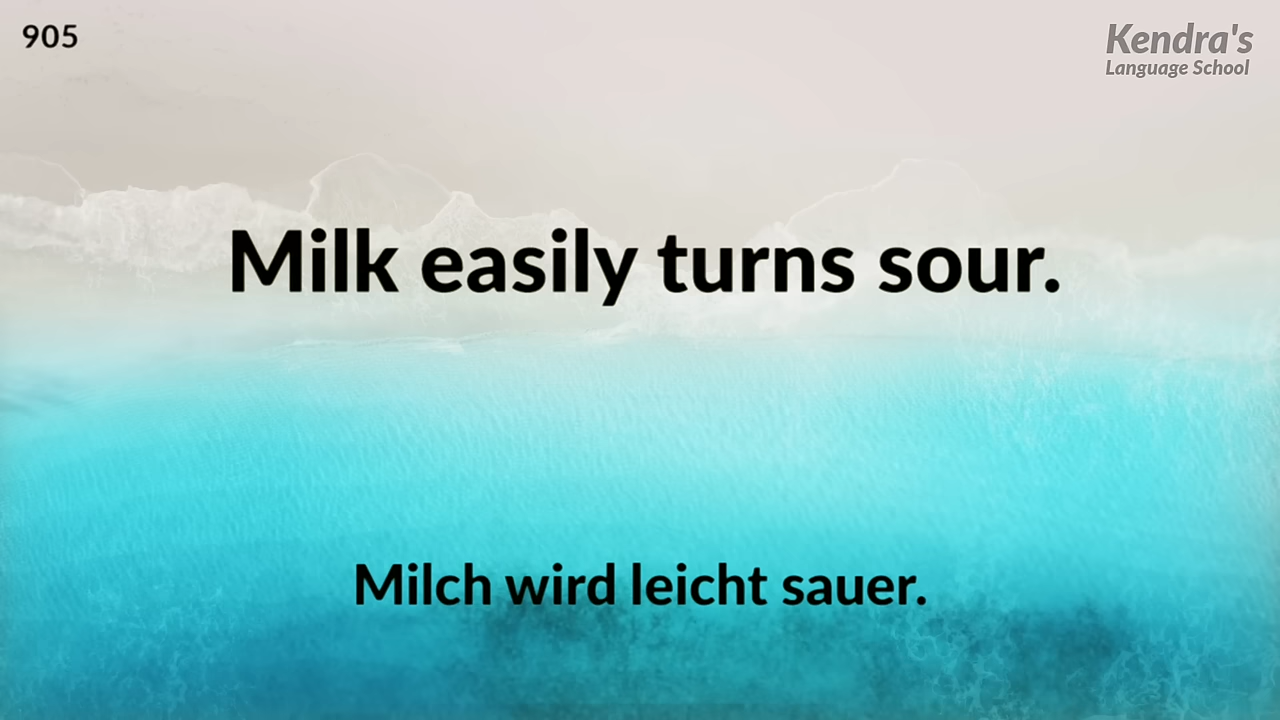 905
Kendra's
Language School
Milk easily turns sour.
Milch wird leicht sauer.